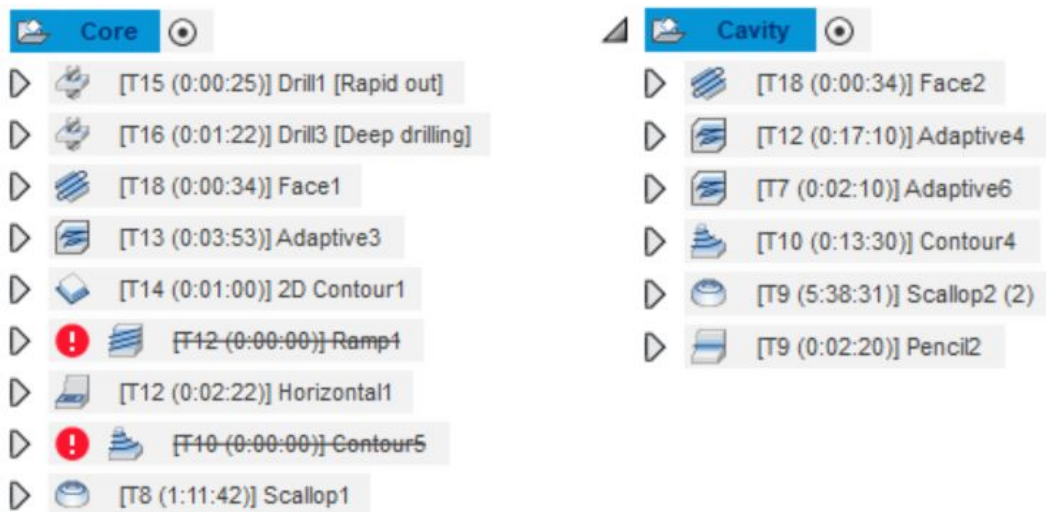 Core
[T15 (0:00:25)] Drill1 [Rapid out]
[T16 (0:01:22)] Drill3 [Deep drilling]
[T18 (0:00:34)] Face1
[T13 (0:03:53)] Adaptive3
[T14 (0:01:00)] 2D Contour1
[T12 (0:00:00)] Ramp1
[T12 (0:02:22)] Horizontal1
[T10 (0:00:00)] Contour5
[T8 (1:11:42)] Scallop1
Cavity
[T18 (0:00:34)] Face2
[T12 (0:17:10)] Adaptive4
[T7 (0:02:10)] Adaptive6
[T10 (0:13:30)] Contour4
[T9 (5:38:31)] Scallop2 (2)
[T9 (0:02:20)] Pencil2